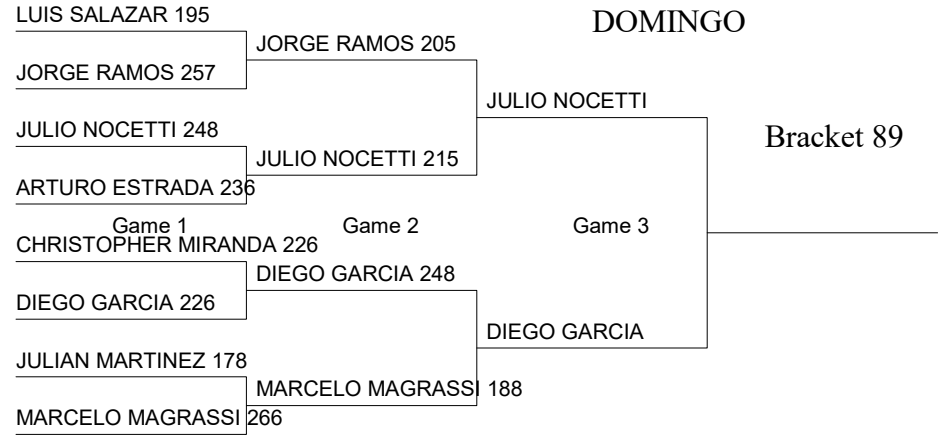 LUIS SALAZAR 195
DOMINGO
JORGE RAMOS 205
JORGE RAMOS 257
JULIO NOCETTI
JULIO NOCETTI 248
Bracket 89
JULIO NOCETTI 215
ARTURO ESTRADA 236
Game 1
Game 2
Game 3
CHRISTOPHER MIRANDA 226
DIEGO GARCIA 248
DIEGO GARCIA 226
DIEGO GARCIA
JULIAN MARTINEZ 178
MARCELO MAGRASSI 188
MARCELO MAGRASSI 266